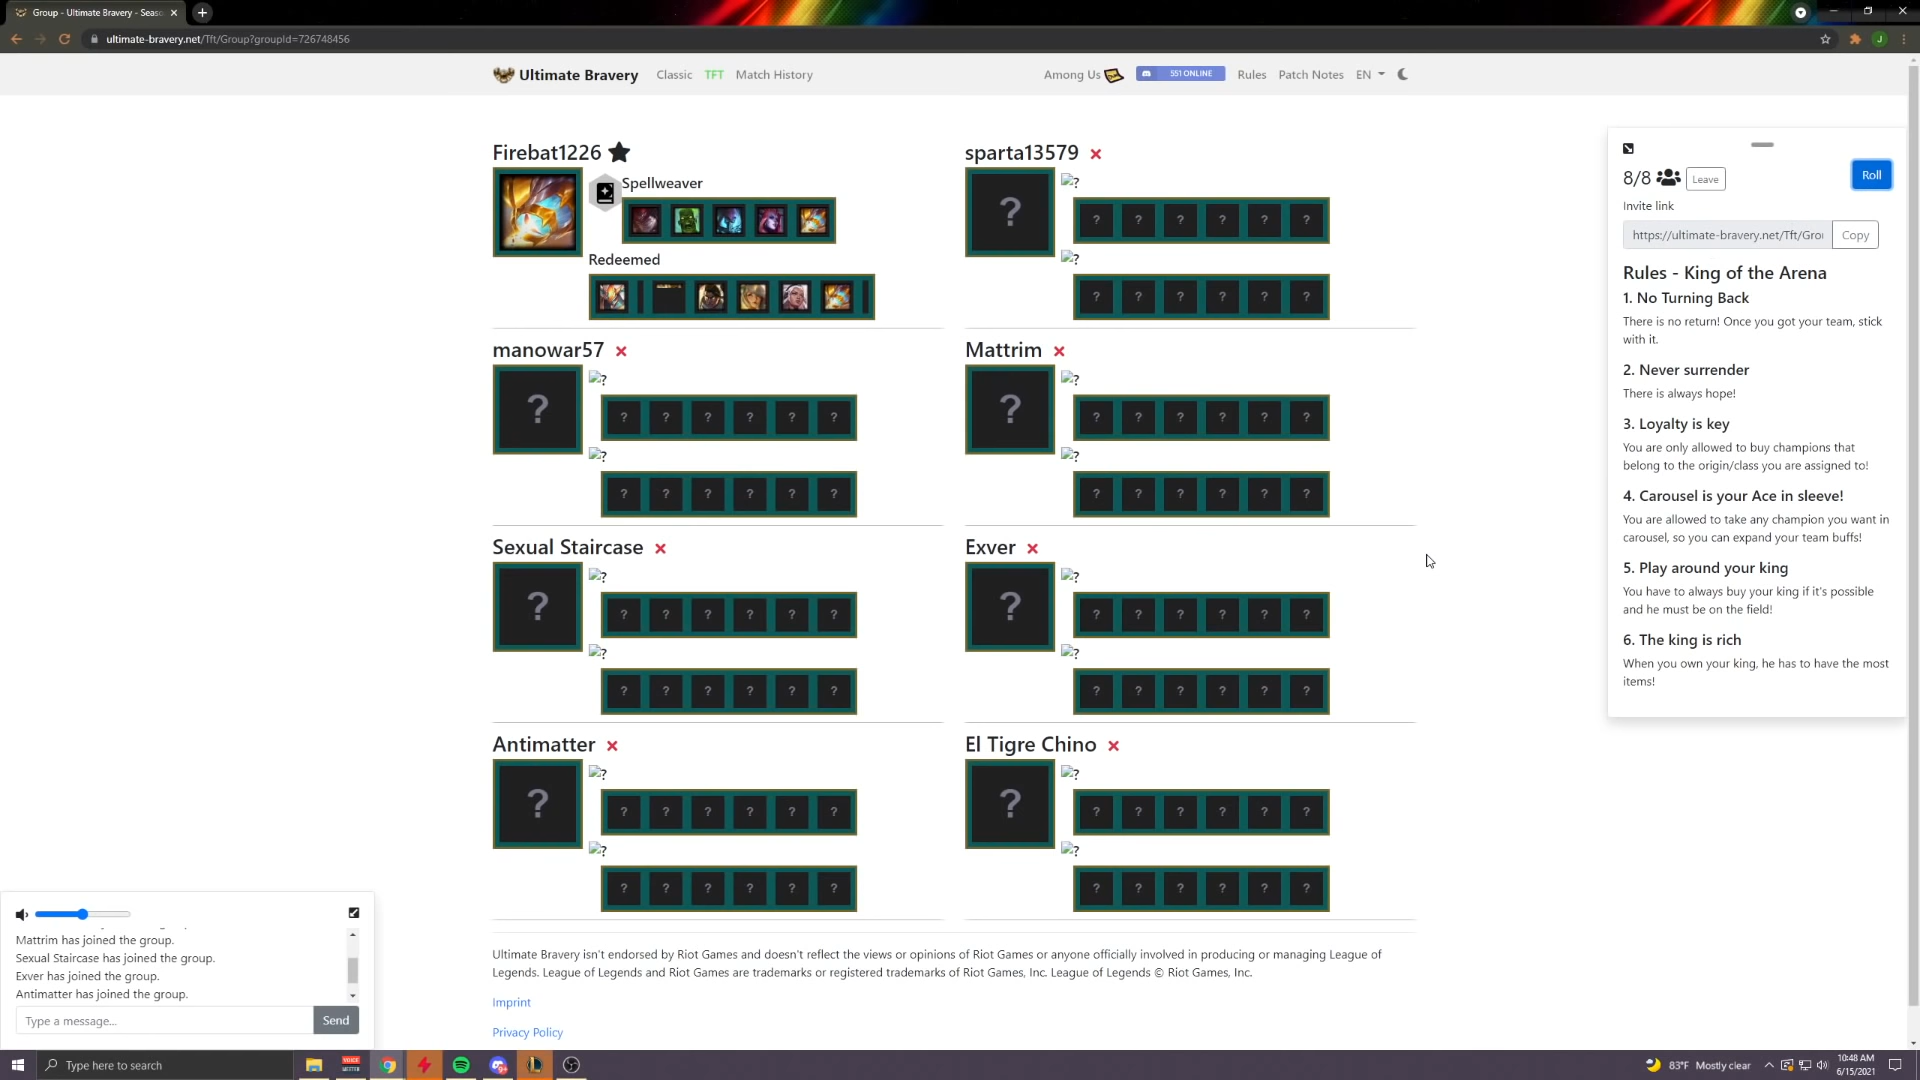 Group - Ultimate Bravery - Seaso
ultimate-bravery.net/Tft/Group?groupId=726748456
Ultimate Bravery
Classic
TFT
Match History
Among Us
551 ONLINE
Rules
Patch Notes
EN
Firebat1226
Spellweaver
Redeemed
sparta13579
?
?
? ? ? ? ? ?
?
? ? ? ? ? ?
manowar57
?
?
? ? ? ? ? ?
?
? ? ? ? ? ?
Mattrim
?
?
? ? ? ? ? ?
?
? ? ? ? ? ?
Sexual Staircase
?
?
? ? ? ? ? ?
?
? ? ? ? ? ?
Exver
?
?
? ? ? ? ? ?
?
? ? ? ? ? ?
Antimatter
?
?
? ? ? ? ? ?
?
? ? ? ? ? ?
El Tigre Chino
?
?
? ? ? ? ? ?
?
? ? ? ? ? ?
Ultimate Bravery isn't endorsed by Riot Games and doesn't reflect the views or opinions of Riot Games or anyone officially involved in producing or managing League of
Legends. League of Legends and Riot Games are trademarks or registered trademarks of Riot Games, Inc. League of Legends © Riot Games, Inc.
Imprint
Privacy Policy
8/8
Leave
Roll
Invite link
https://ultimate-bravery.net/Tft/Gro
Copy
Rules - King of the Arena
1. No Turning Back
There is no return! Once you got your team, stick
with it.
2. Never surrender
There is always hope!
3. Loyalty is key
You are only allowed to buy champions that
belong to the origin/class you are assigned to!
4. Carousel is your Ace in sleeve!
You are allowed to take any champion you want in
carousel, so you can expand your team buffs!
5. Play around your king
You have to always buy your king if it's possible
and he must be on the field!
6. The king is rich
When you own your king, he has to have the most
items!
Mattrim has joined the group.
Sexual Staircase has joined the group.
Exver has joined the group.
Antimatter has joined the group.
Type a message...
Send
Type here to search
83°F Mostly clear
10:48 AM
6/15/2021